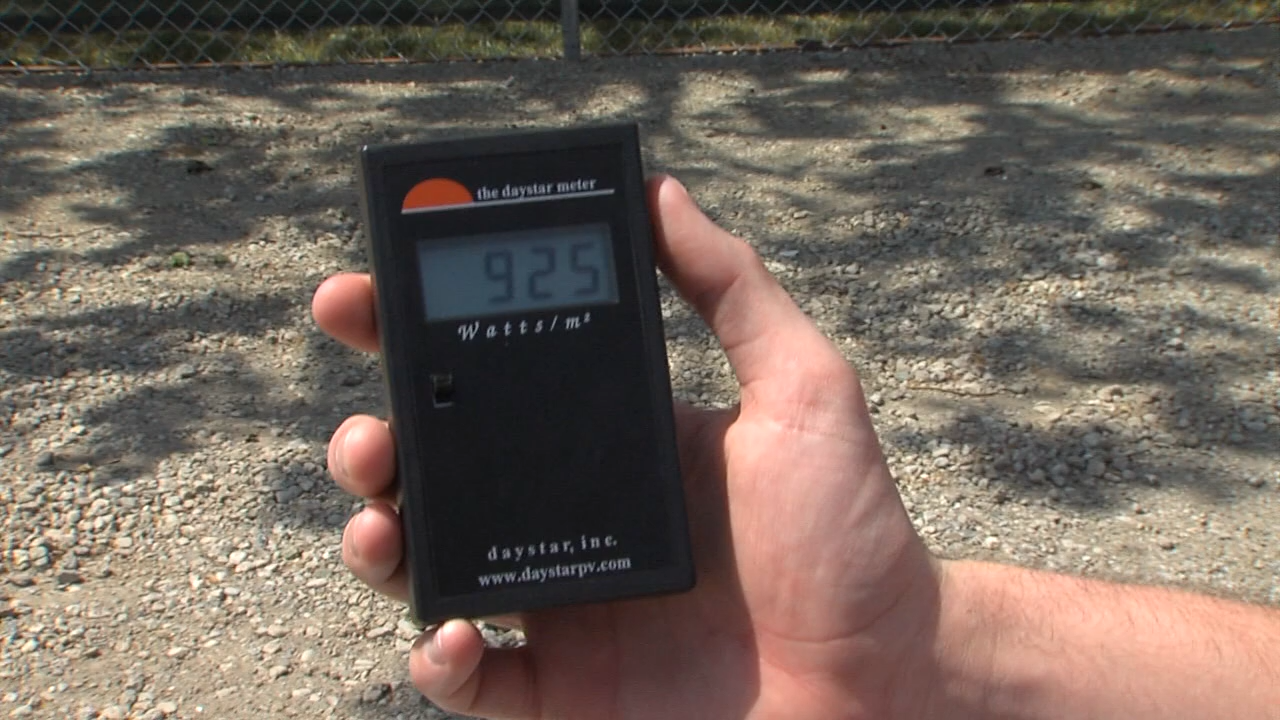 the daystar meter
925
Watts/m²
daystar, inc.
www.daystarpv.com